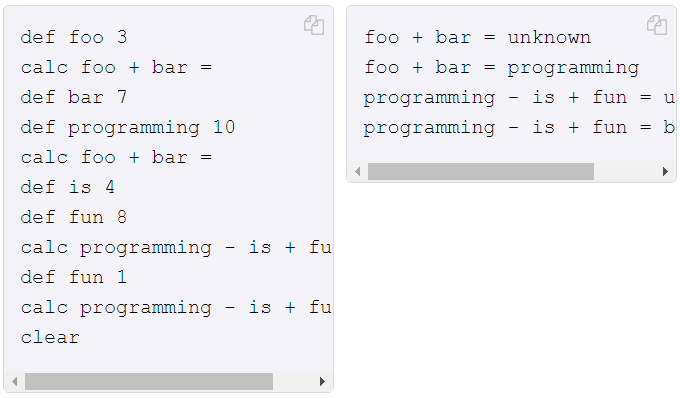 def foo 3
calc foo + bar =
def bar 7
def programming 10
calc foo + bar =
def is 4
def fun 8
calc programming - is + fu
def fun 1
calc programming - is + fu
clear
foo + bar = unknown
foo + bar = programming
programming - is + fun = u
programming - is + fun = b